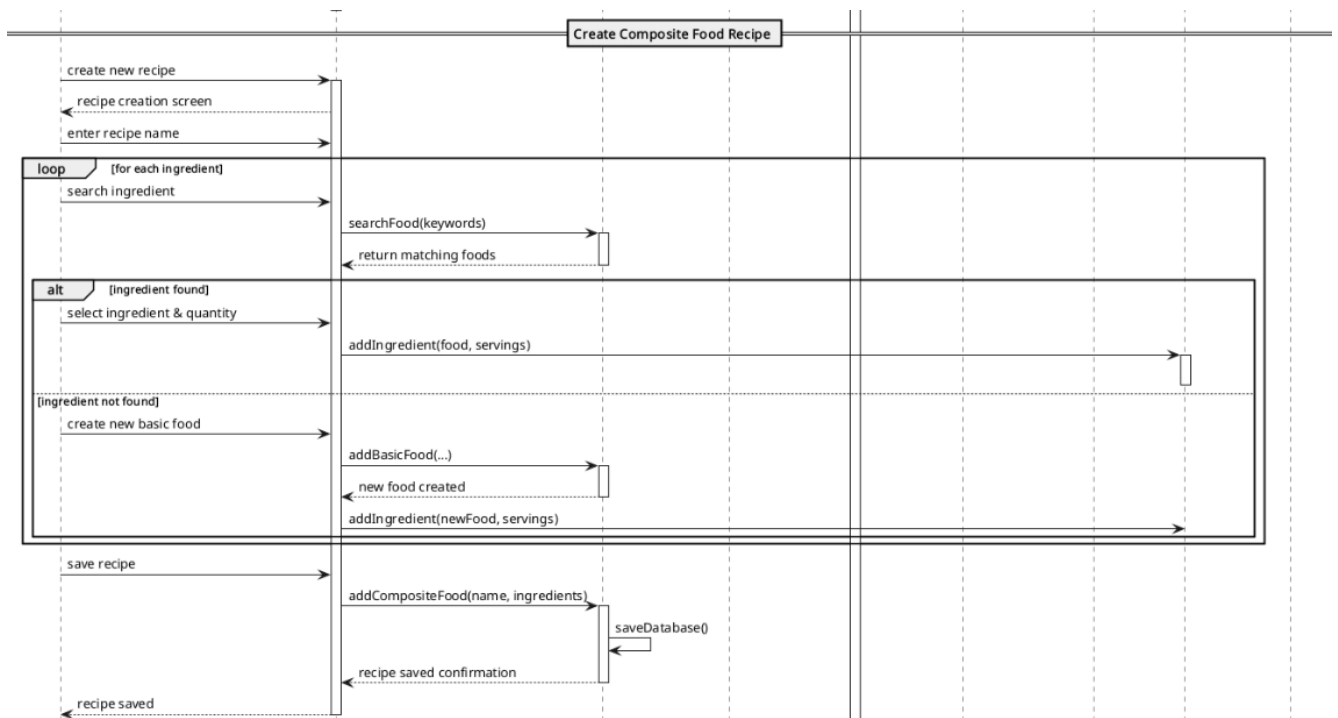 Create Composite Food Recipe
create new recipe
recipe creation screen
enter recipe name
loop [for each ingredient]
search ingredient
searchFood(keywords)
return matching foods
alt [ingredient found]
select ingredient & quantity
addIngredient(food, servings)
[ingredient not found]
create new basic food
addBasicFood(...)
new food created
addIngredient(newFood, servings)
save recipe
addCompositeFood(name, ingredients)
saveDatabase()
recipe saved confirmation
recipe saved